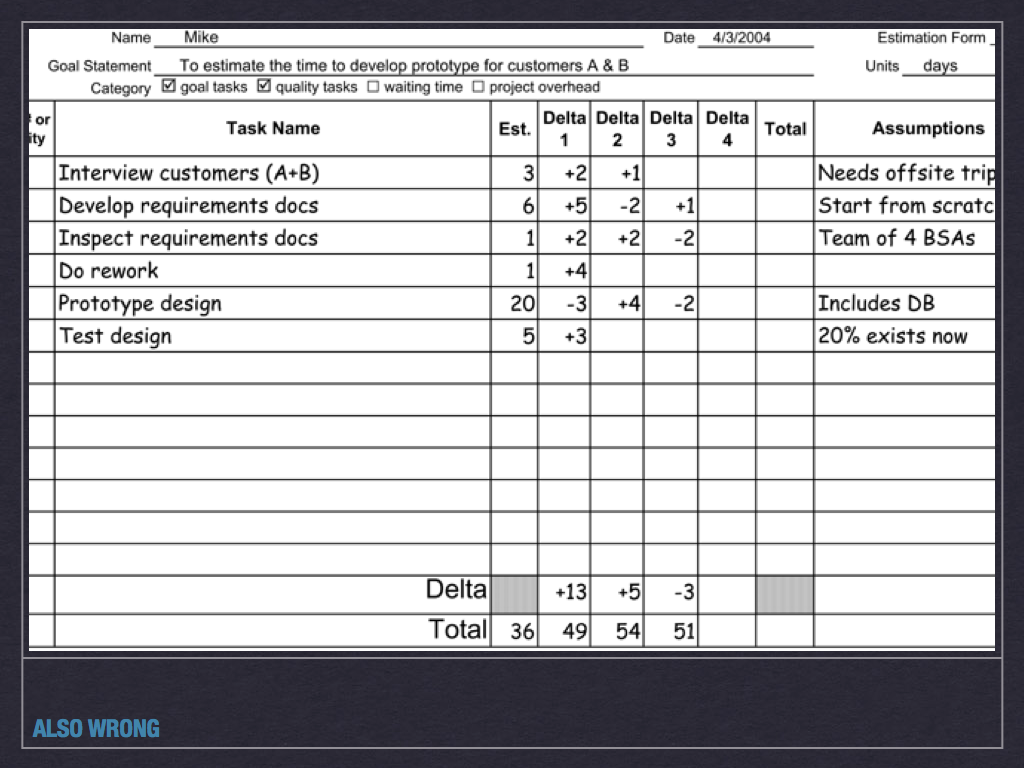 Name Mike Date 4/3/2004 Estimation Form _
Goal Statement To estimate the time to develop prototype for customers A & B Units days
Category ☑ goal tasks ☑ quality tasks ☐ waiting time ☐ project overhead
or ity Task Name Est. Delta 1 Delta 2 Delta 3 Delta 4 Total Assumptions
Interview customers (A+B) 3 +2 +1 Needs offsite trip
Develop requirements docs 6 +5 -2 +1 Start from scratc
Inspect requirements docs 1 +2 +2 -2 Team of 4 BSAs
Do rework 1 +4
Prototype design 20 -3 +4 -2 Includes DB
Test design 5 +3 20% exists now
Delta +13 +5 -3
Total 36 49 54 51
ALSO WRONG